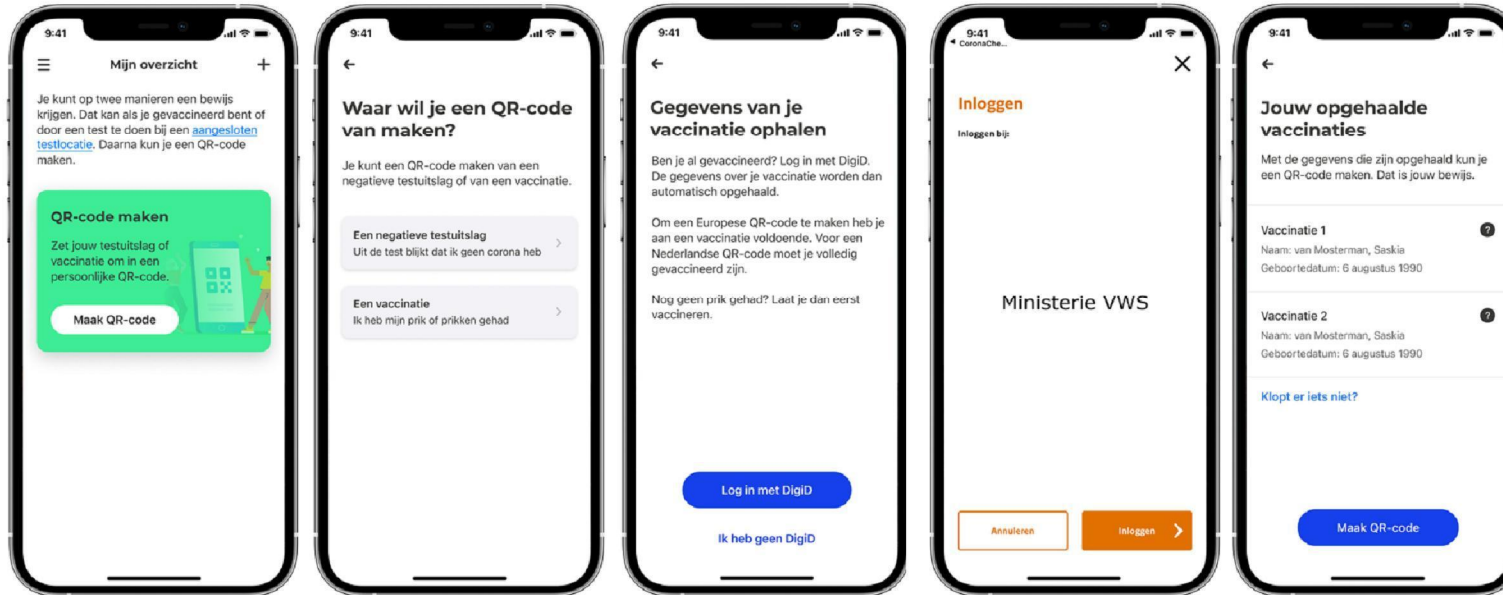 9:41
Mijn overzicht
Je kunt op twee manieren een bewijs
krijgen. Dat kan als je gevaccineerd bent of
door een test te doen bij een aangesloten
testlocatie. Daarna kun je een QR-code
maken.
QR-code maken
Zet jouw testuitslag of
vaccinatie om in een
persoonlijke QR-code.
Maak QR-code
9:41
Waar wil je een QR-code
van maken?
Je kunt een QR-code maken van een
negatieve testuitslag of van een vaccinatie.
Een negatieve testuitslag
Uit de test blijkt dat ik geen corona heb
Een vaccinatie
Ik heb mijn prik of prikken gehad
9:41
Gegevens van je
vaccinatie ophalen
Ben je al gevaccineerd? Log in met DigiD.
De gegevens over je vaccinatie worden dan
automatisch opgehaald.
Om een Europese QR-code te maken heb je
aan een vaccinatie voldoende. Voor een
Nederlandse QR-code moet je volledig
gevaccineerd zijn.
Nog geen prik gehad? Laat je dan eerst
vaccineren.
Log in met DigiD
Ik heb geen DigiD
9:41
CoronaChe...
Inloggen
Inloggen bij:
Ministerie VWS
Annuleren
Inloggen
9:41
Jouw opgehaalde
vaccinaties
Met de gegevens die zijn opgehaald kun je
een QR-code maken. Dat is jouw bewijs.
Vaccinatie 1
Naam: van Mosterman, Saskia
Geboortedatum: 6 augustus 1990
Vaccinatie 2
Naam: van Mosterman, Saskia
Geboortedatum: 6 augustus 1990
Klopt er iets niet?
Maak QR-code